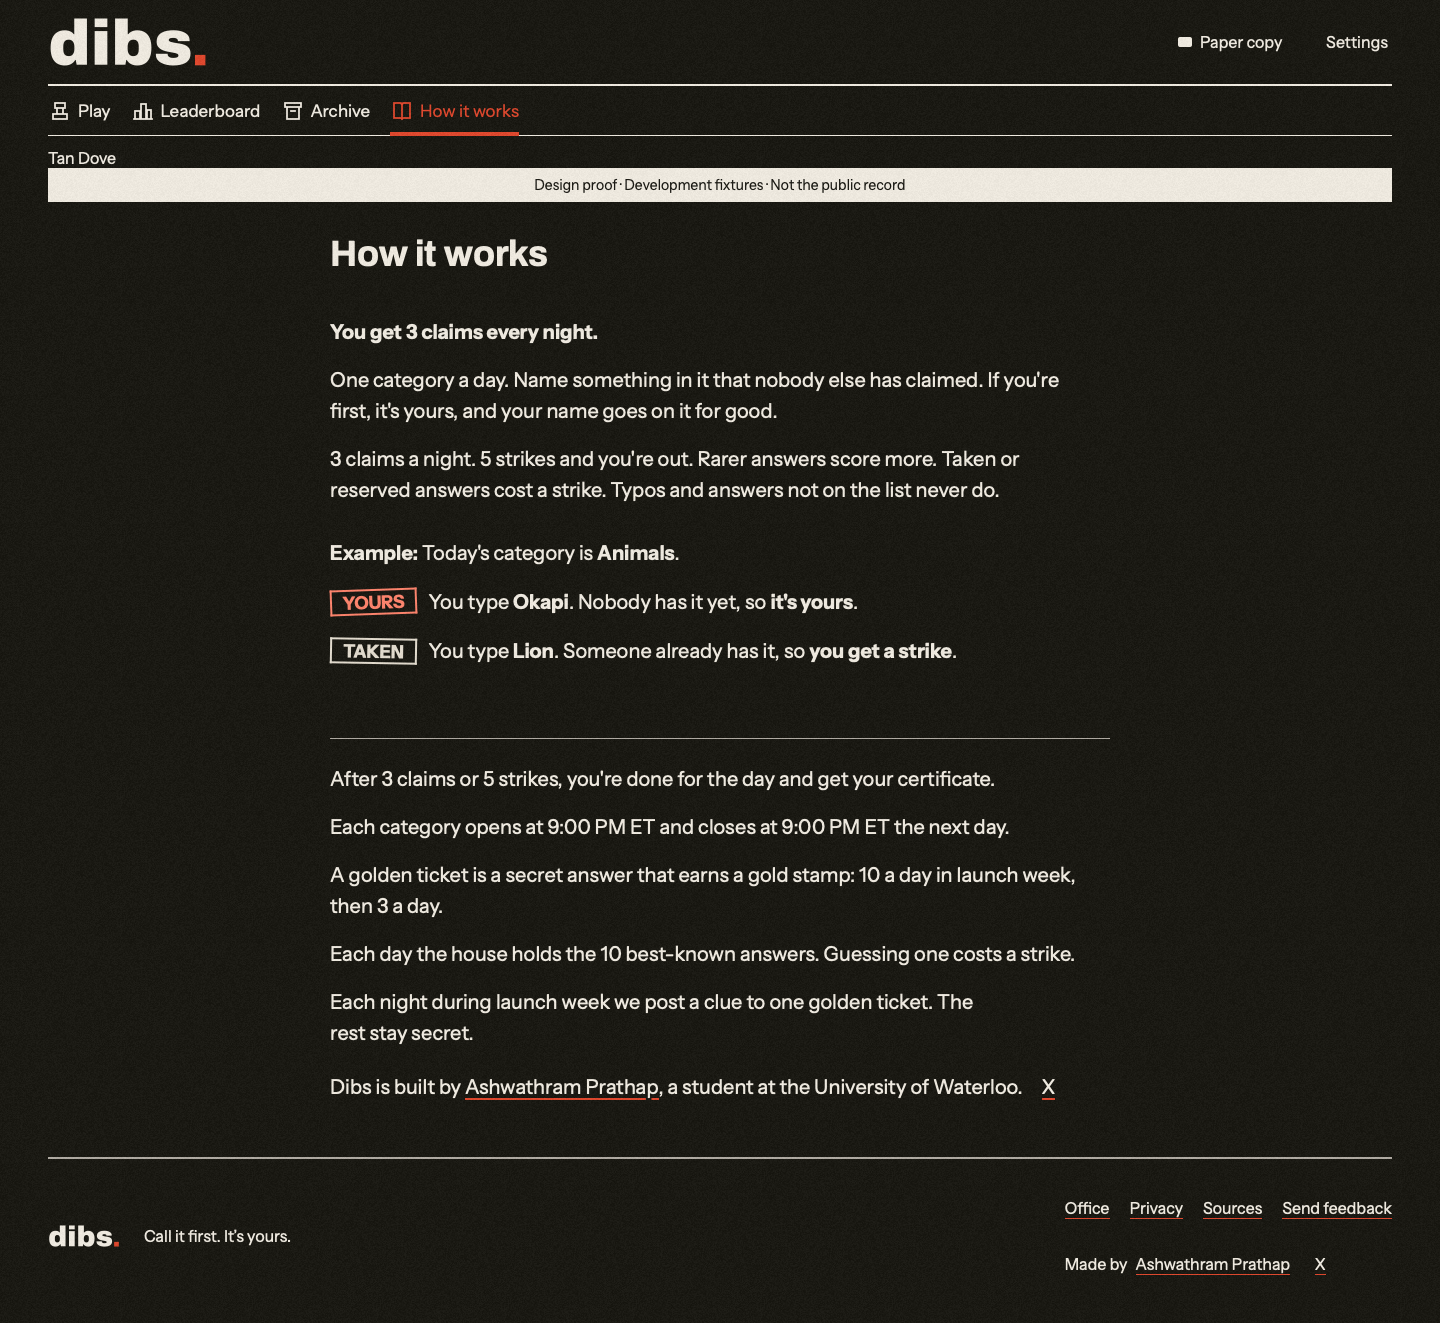 dibs.
Paper copy
Settings
Play
Leaderboard
Archive
How it works
Tan Dove
Design proof · Development fixtures · Not the public record
How it works
You get 3 claims every night.
One category a day. Name something in it that nobody else has claimed. If you're
first, it's yours, and your name goes on it for good.
3 claims a night. 5 strikes and you're out. Rarer answers score more. Taken or
reserved answers cost a strike. Typos and answers not on the list never do.
Example: Today's category is Animals.
YOURS You type Okapi. Nobody has it yet, so it's yours.
TAKEN You type Lion. Someone already has it, so you get a strike.
After 3 claims or 5 strikes, you're done for the day and get your certificate.
Each category opens at 9:00 PM ET and closes at 9:00 PM ET the next day.
A golden ticket is a secret answer that earns a gold stamp: 10 a day in launch week,
then 3 a day.
Each day the house holds the 10 best-known answers. Guessing one costs a strike.
Each night during launch week we post a clue to one golden ticket. The
rest stay secret.
Dibs is built by Ashwathram Prathap, a student at the University of Waterloo. X
dibs.
Call it first. It's yours.
Office Privacy Sources Send feedback
Made by Ashwathram Prathap X